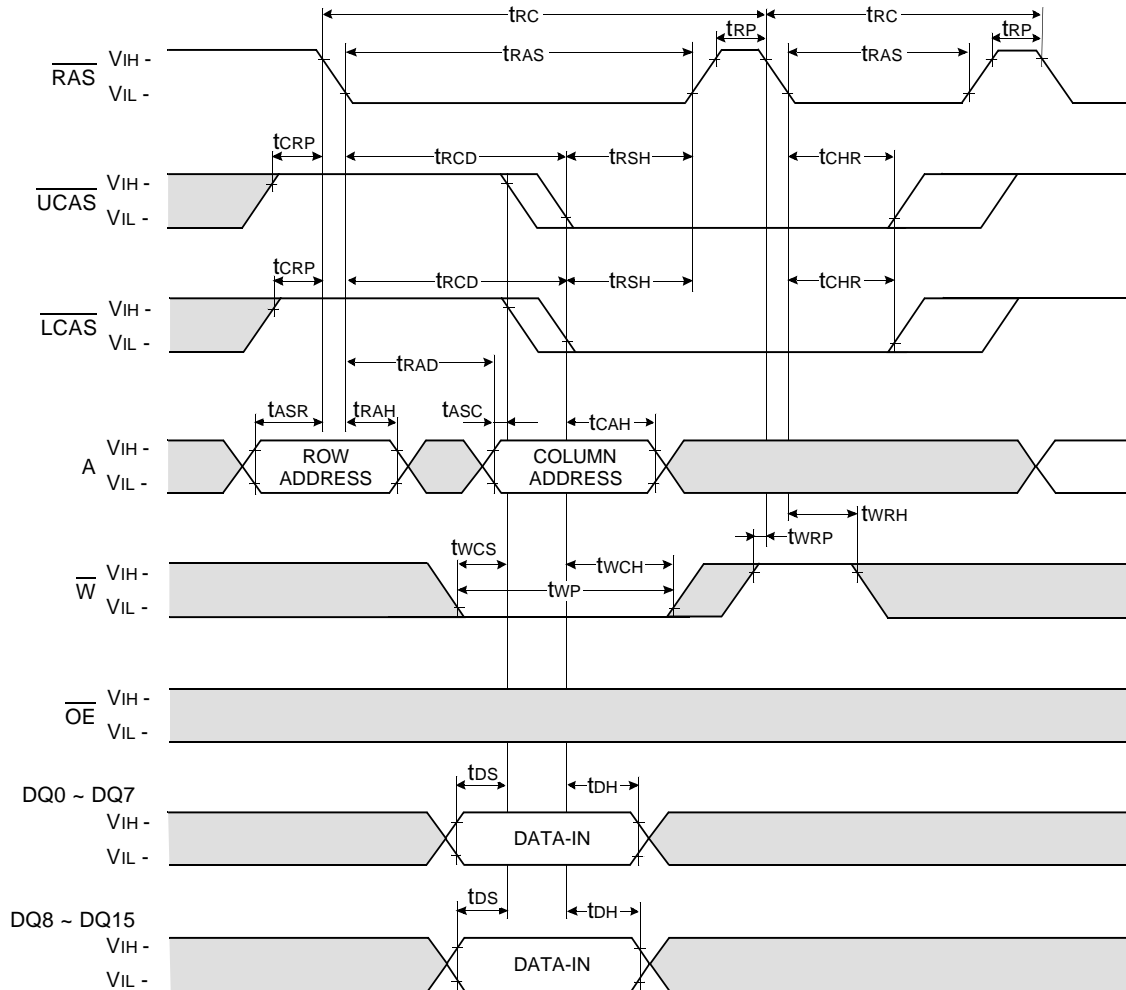 tRC tRC
tRP tRP
tRAS tRAS
RAS VIH -
VIL -
tCRP tRCD tRSH tCHR
UCAS VIH -
VIL -
tCRP tRCD tRSH tCHR
LCAS VIH -
VIL -
tRAD
tASR tRAH tASC tCAH
A VIH -
VIL -
ROW
ADDRESS
COLUMN
ADDRESS
tWRH
tWRP
tWCS tWCH
tWP
W VIH -
VIL -
OE VIH -
VIL -
tDS tDH
DQ0 ~ DQ7
VIH -
VIL -
DATA-IN
tDS tDH
DQ8 ~ DQ15
VIH -
VIL -
DATA-IN